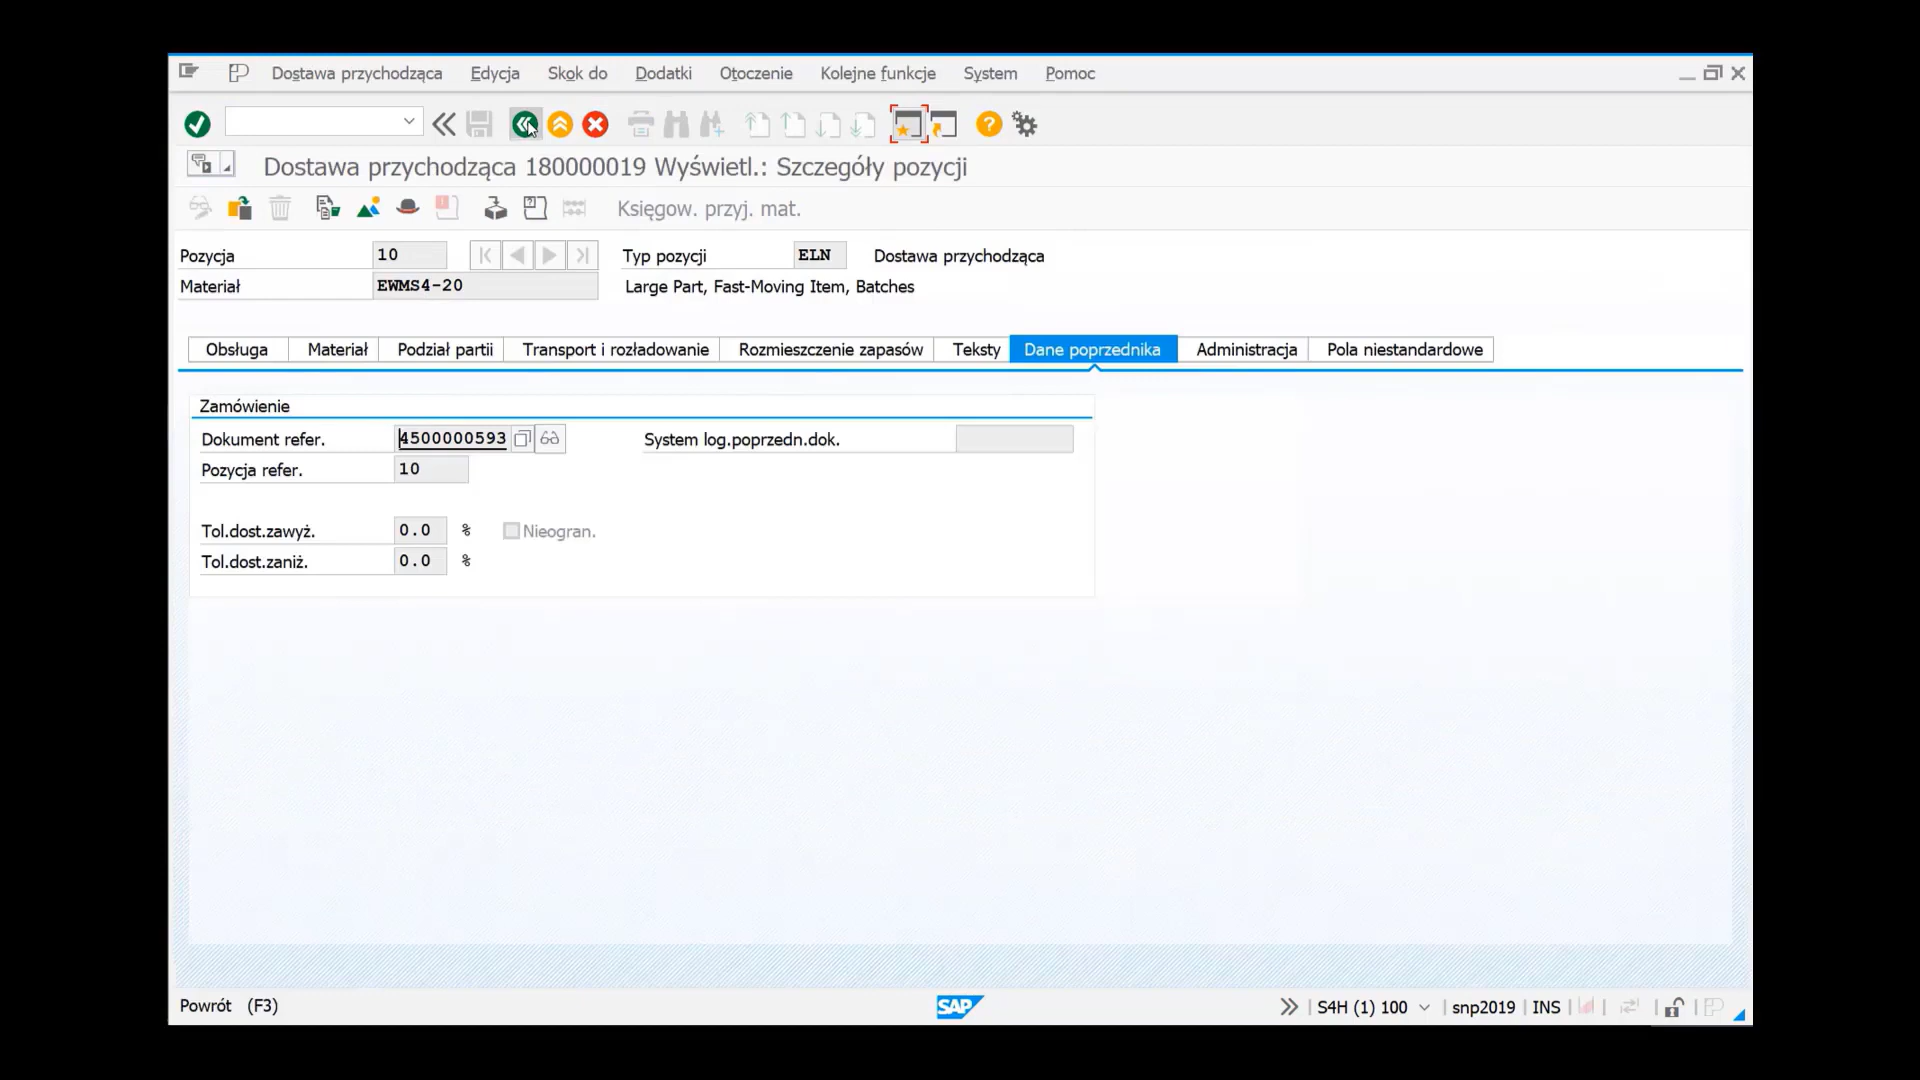 Dostawa przychodząca Edycja Skok do Dodatki Otoczenie Kolejne funkcje System Pomoc
Dostawa przychodząca 180000019 Wyświetl.: Szczegóły pozycji
Księgow. przyj. mat.
Pozycja 10 Typ pozycji ELN Dostawa przychodząca
Materiał EWMS4-20 Large Part, Fast-Moving Item, Batches
Obsługa Materiał Podział partii Transport i rozładowanie Rozmieszczenie zapasów Teksty Dane poprzednika Administracja Pola niestandardowe
Zamówienie
Dokument refer. 4500000593 System log.poprzedn.dok.
Pozycja refer. 10
Tol.dost.zawyż. 0.0 % Nieogran.
Tol.dost.zaniż. 0.0 %
Powrót (F3) SAP S4H (1) 100 snp2019 INS